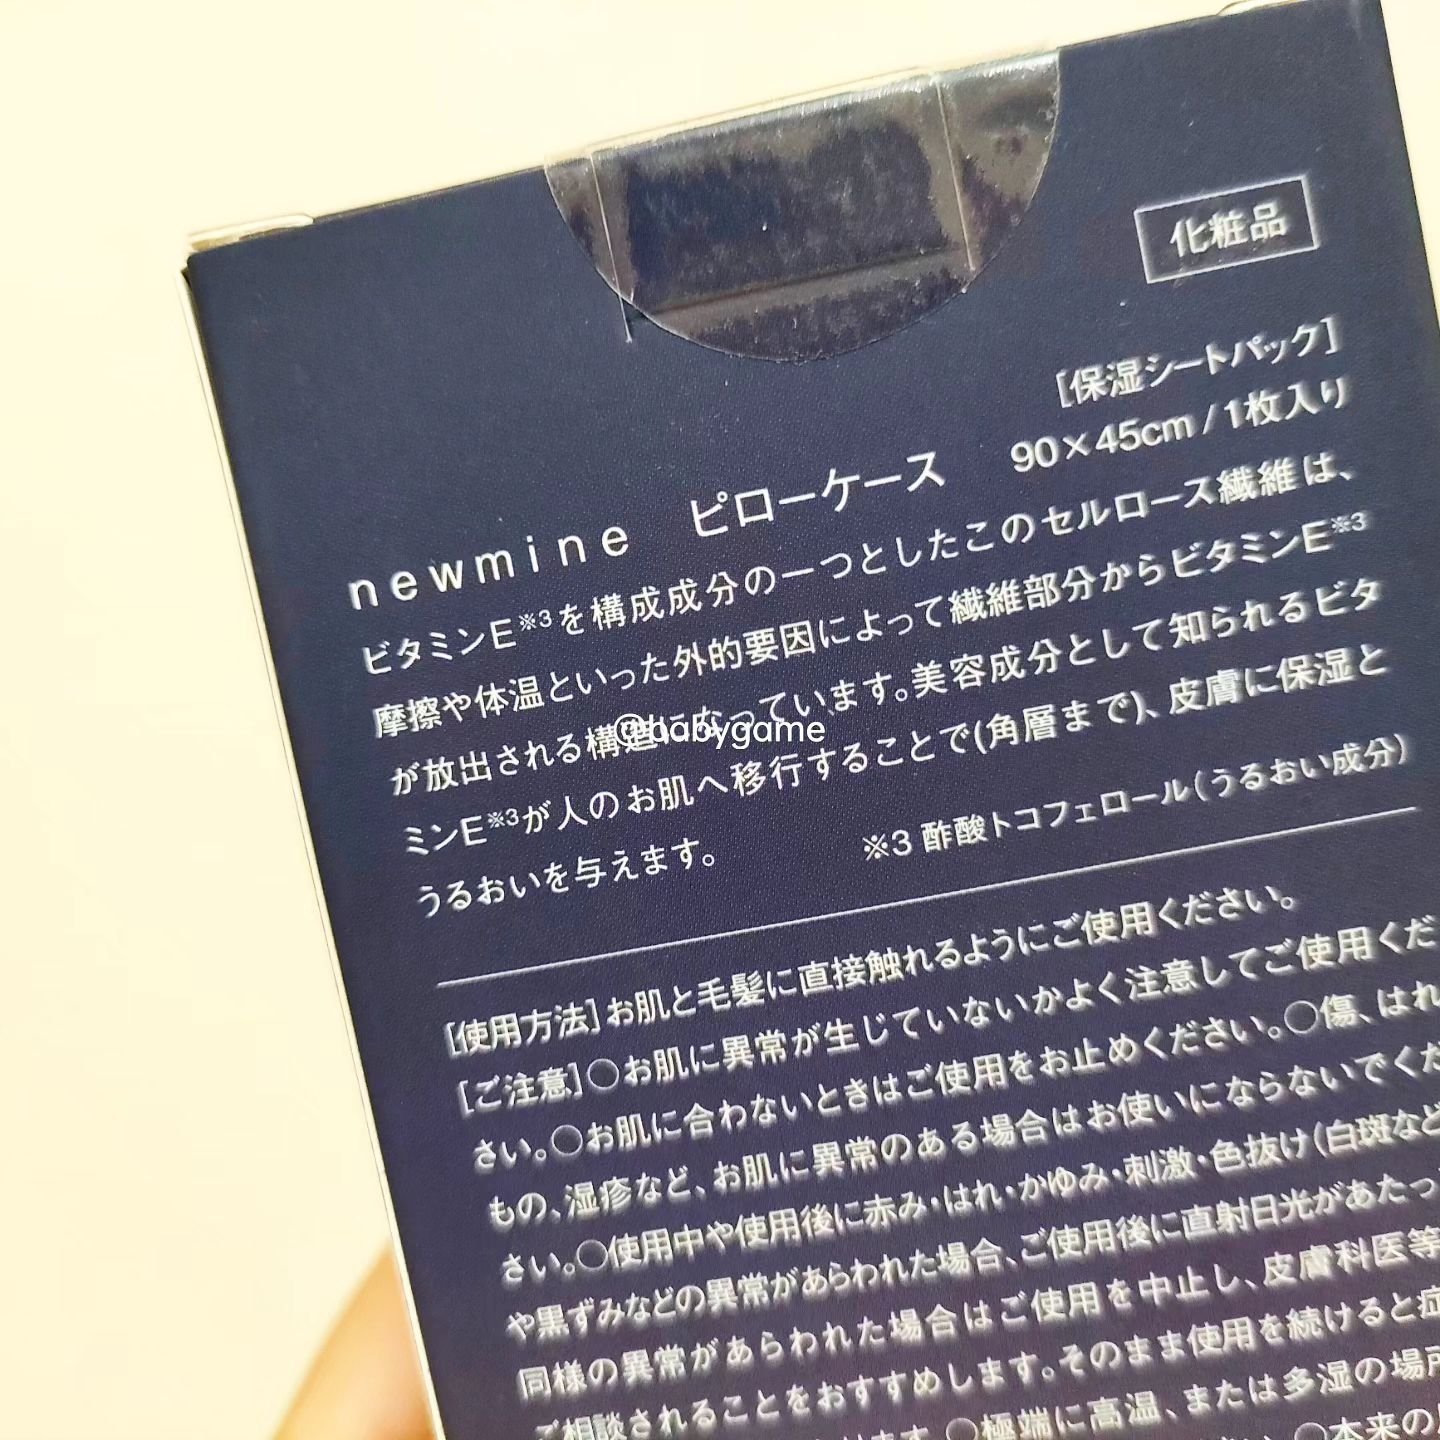 化粧品
[保湿シートパック]
newmine ピローケース 90×45cm/1枚入り
ビタミンE※3を構成成分の一つとしたこのセルロース繊維は、
摩擦や体温といった外的要因によって繊維部分からビタミンE※3
が放出される構造になっています。美容成分として知られるビタ
ミンE※3が人のお肌へ移行することで(角層まで)、皮膚に保湿と
うるおいを与えます。 ※3 酢酸トコフェロール(うるおい成分)
@babygame
[使用方法]お肌と毛髪に直接触れるようにご使用ください。
[ご注意]○お肌に異常が生じていないかよく注意してご使用くだ
さい。○お肌に合わないときはご使用をお止めください。○傷、はれ
もの、湿疹など、お肌に異常のある場合はお使いにならないでくだ
さい。○使用中や使用後に赤み・はれ・かゆみ・刺激・色抜け(白斑など
や黒ずみなどの異常があらわれた場合、ご使用後に直射日光があたっ
同様の異常があらわれた場合はご使用を中止し、皮膚科医等
ご相談されることをおすすめします。そのまま使用を続けると症
○極端に高温、または多湿の場所
○本来の